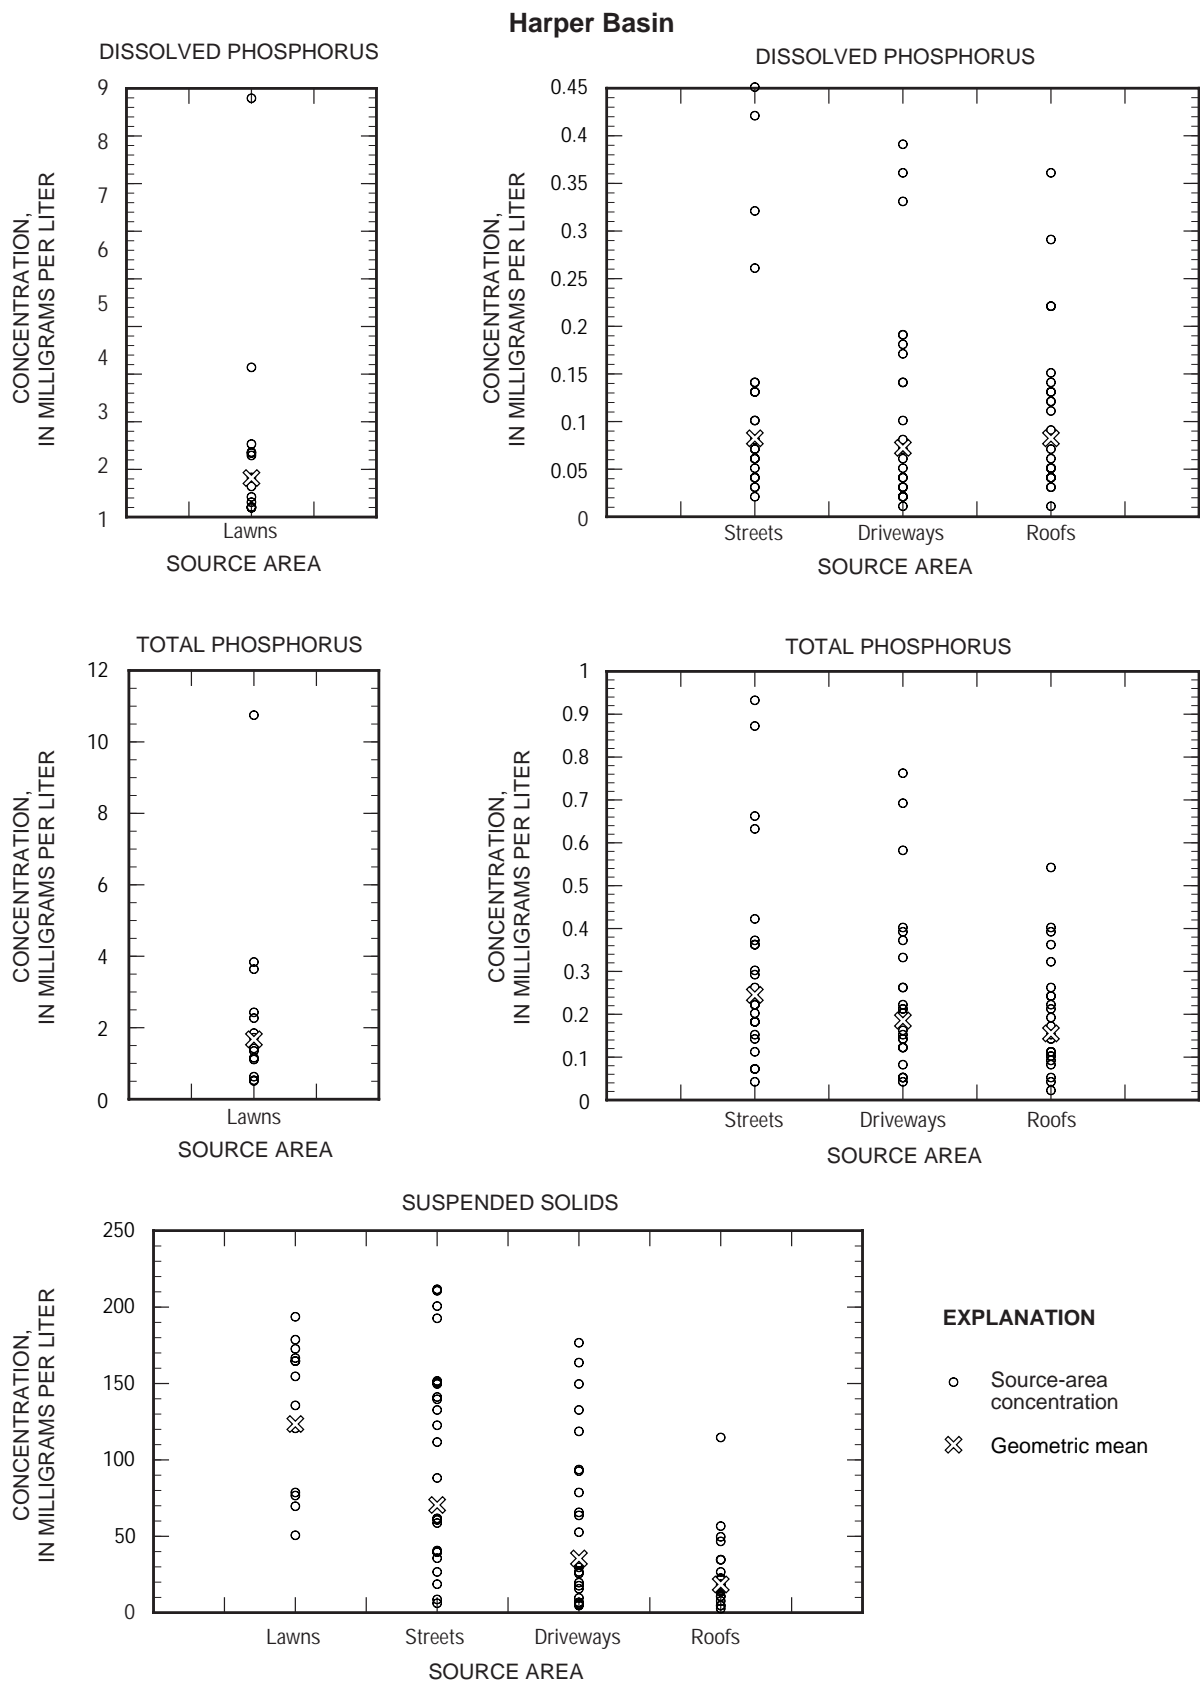 Harper Basin
DISSOLVED PHOSPHORUS
CONCENTRATION,
IN MILLIGRAMS PER LITER
9
8
7
6
5
4
3
2
1
Lawns
SOURCE AREA
DISSOLVED PHOSPHORUS
CONCENTRATION,
IN MILLIGRAMS PER LITER
0.45
0.4
0.35
0.3
0.25
0.2
0.15
0.1
0.05
0
Streets Driveways Roofs
SOURCE AREA
TOTAL PHOSPHORUS
CONCENTRATION,
IN MILLIGRAMS PER LITER
12
10
8
6
4
2
0
Lawns
SOURCE AREA
TOTAL PHOSPHORUS
CONCENTRATION,
IN MILLIGRAMS PER LITER
1
0.9
0.8
0.7
0.6
0.5
0.4
0.3
0.2
0.1
0
Streets Driveways Roofs
SOURCE AREA
SUSPENDED SOLIDS
CONCENTRATION,
IN MILLIGRAMS PER LITER
250
200
150
100
50
0
Lawns Streets Driveways Roofs
SOURCE AREA
EXPLANATION
Source-area
concentration
Geometric mean